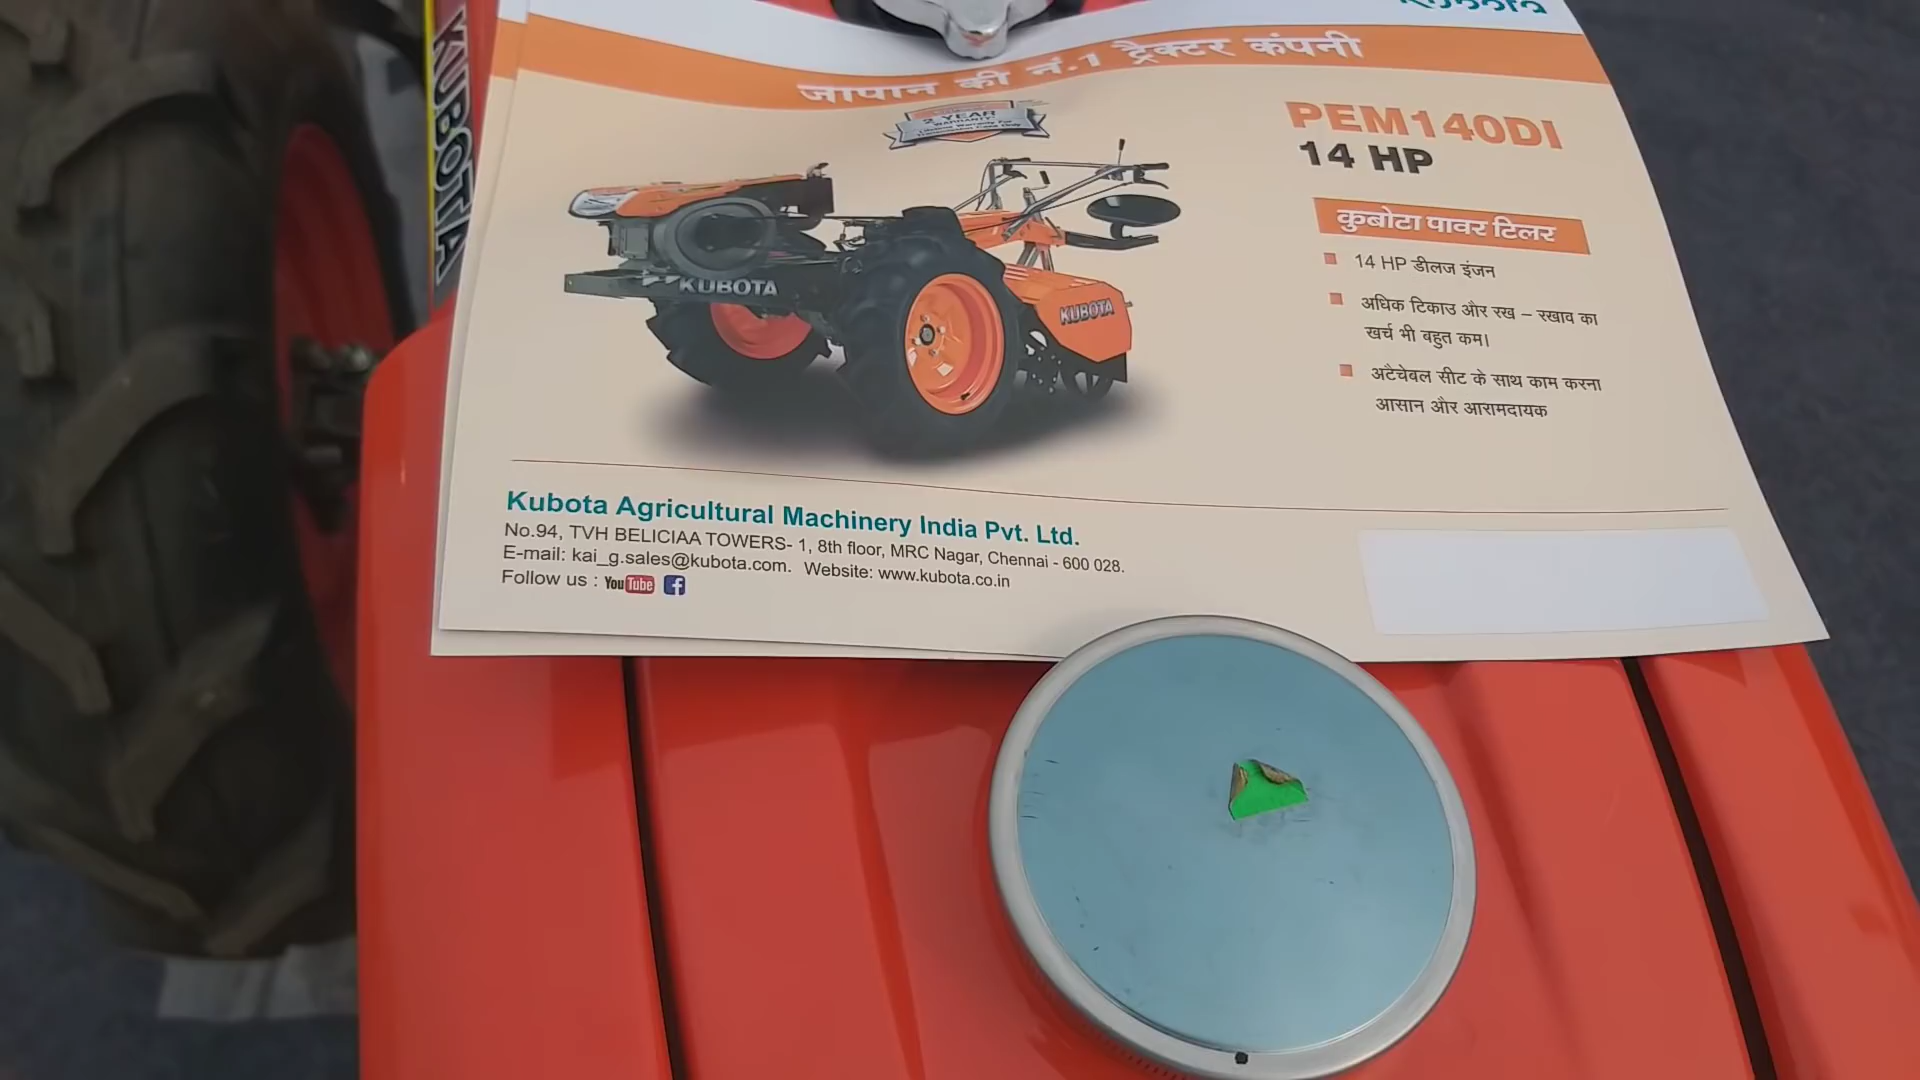 Kubota
जापान की नं.1 ट्रैक्टर कंपनी
2 YEAR
WARRANTY
PEM140DI
14 HP
KUBOTA
KUBOTA
KUBOTA
कुबोटा पावर टिलर
14 HP डीलज इंजन
अधिक टिकाउ और रख – रखाव का
खर्च भी बहुत कम।
अटैचेबल सीट के साथ काम करना
आसान और आरामदायक
Kubota Agricultural Machinery India Pvt. Ltd.
No.94, TVH BELICIAA TOWERS- 1, 8th floor, MRC Nagar, Chennai - 600 028.
E-mail: kai_g.sales@kubota.com. Website: www.kubota.co.in
Follow us : YouTube f